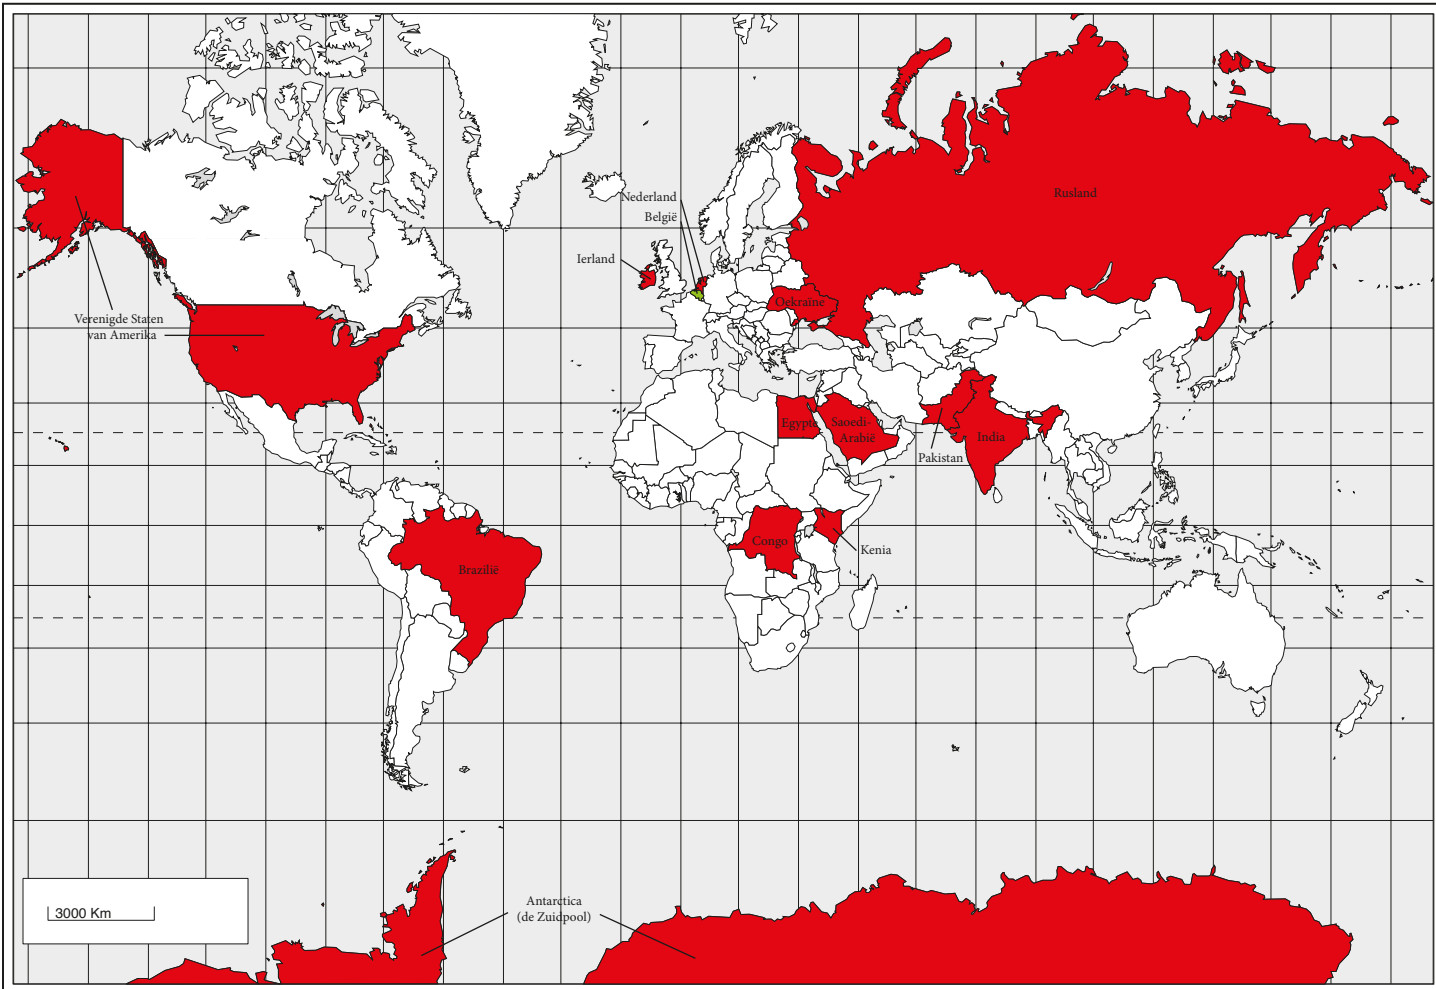 Rusland
Nederland
België
Ierland
Oekraïne
Verenigde Staten
van Amerika
Egypte
Saoedi-
Arabië
India
Pakistan
Congo
Kenia
Brazilië
Antarctica
(de Zuidpool)
3000 Km